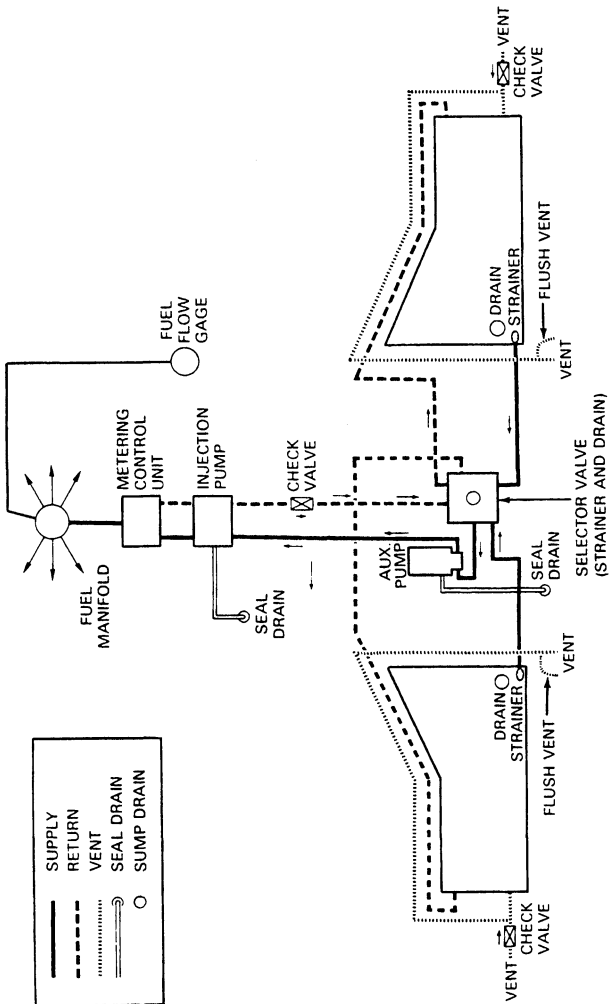 SUPPLY
RETURN
VENT
SEAL DRAIN
SUMP DRAIN
FUEL
MANIFOLD
FUEL
FLOW
GAGE
METERING
CONTROL
UNIT
INJECTION
PUMP
SEAL
DRAIN
CHECK
VALVE
AUX.
PUMP
SEAL
DRAIN
SELECTOR VALVE
(STRAINER AND DRAIN)
VENT
CHECK
VALVE
DRAIN
STRAINER
FLUSH VENT
VENT
DRAIN
STRAINER
FLUSH VENT
VENT
VENT
CHECK
VALVE